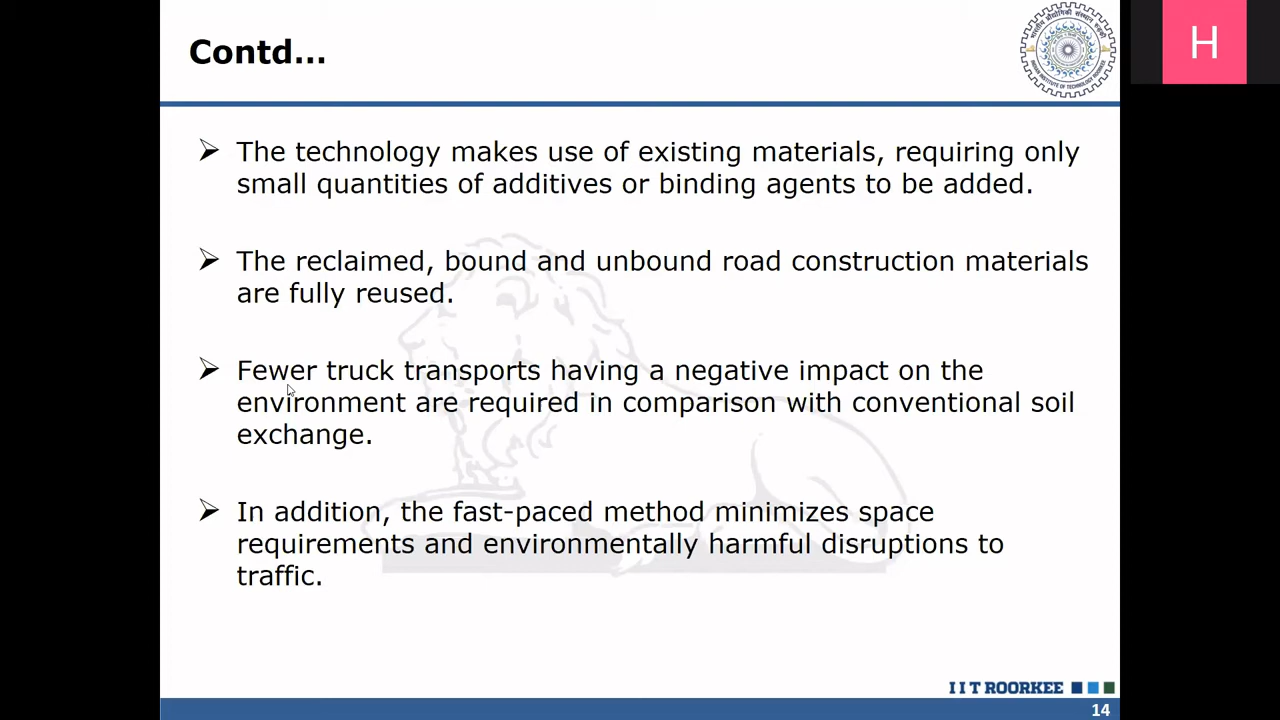 Contd...
H
➢ The technology makes use of existing materials, requiring only
small quantities of additives or binding agents to be added.
➢ The reclaimed, bound and unbound road construction materials
are fully reused.
➢ Fewer truck transports having a negative impact on the
environment are required in comparison with conventional soil
exchange.
➢ In addition, the fast-paced method minimizes space
requirements and environmentally harmful disruptions to
traffic.
IIT ROORKEE
14